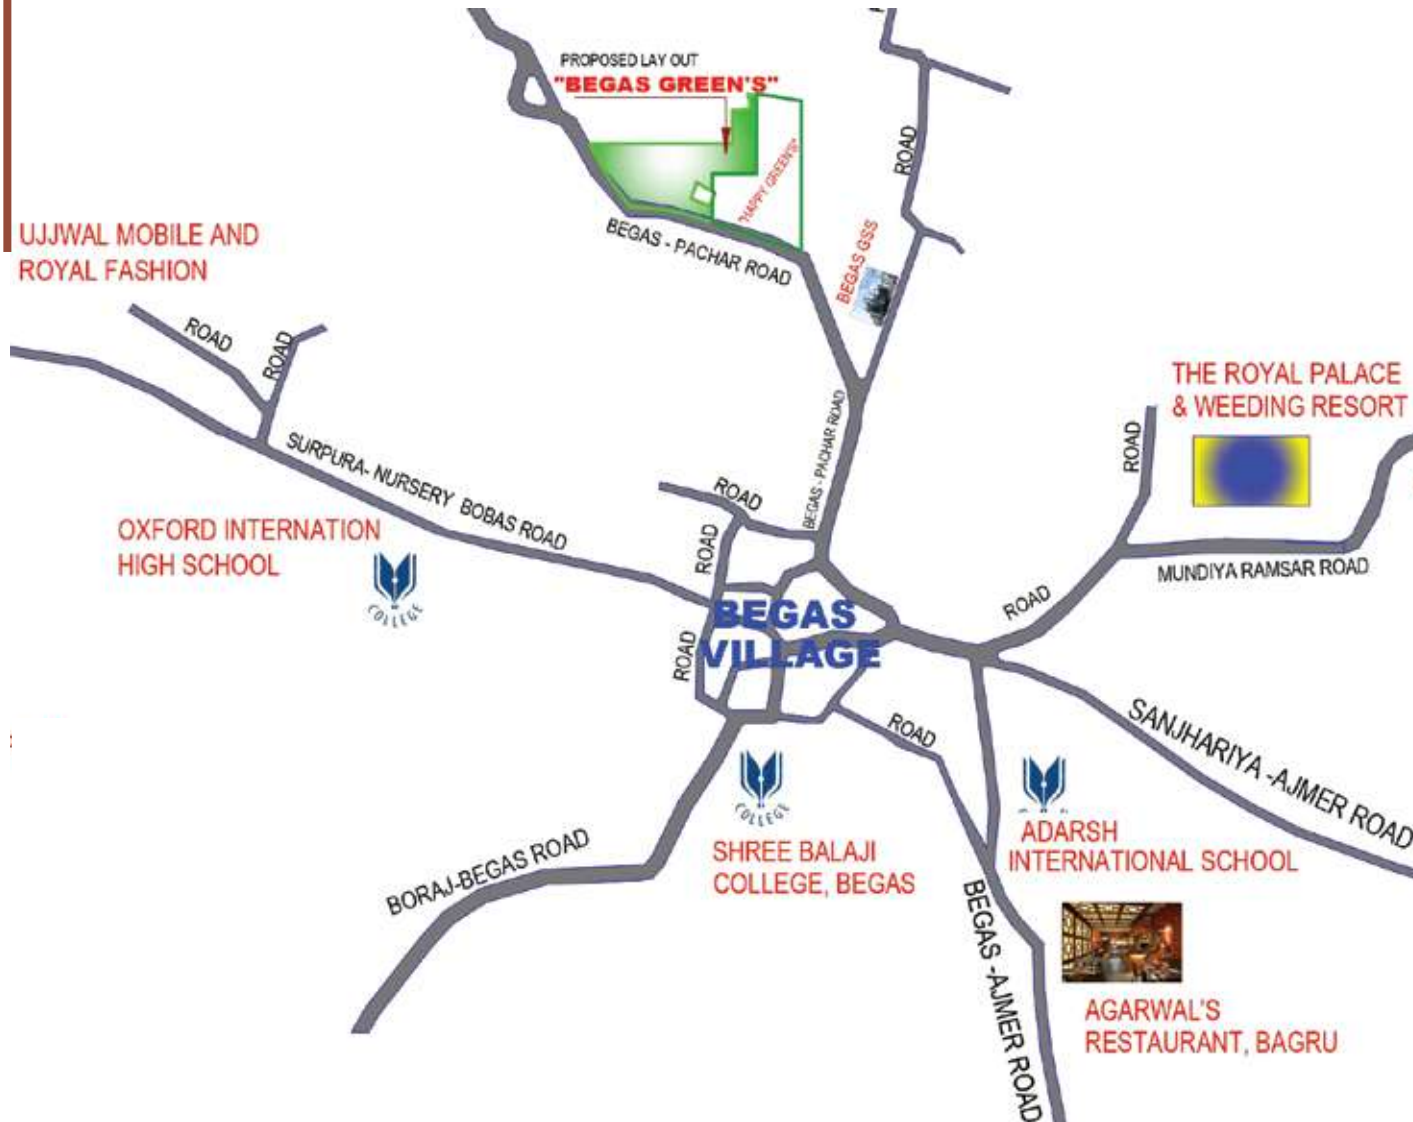 PROPOSED LAY OUT
"BEGAS GREEN'S"
"HAPPY GREEN'S"
ROAD
BEGAS - PACHAR ROAD
BEGAS GSS
UJJWAL MOBILE AND
ROYAL FASHION
ROAD
ROAD
THE ROYAL PALACE
& WEEDING RESORT
BEGAS - PACHAR ROAD
ROAD
SURPURA- NURSERY BOBAS ROAD
ROAD
ROAD
OXFORD INTERNATION
HIGH SCHOOL
COLLEGE
MUNDIYA RAMSAR ROAD
ROAD
BEGAS
VILLAGE
ROAD
ROAD
SANJHARIYA -AJMER ROAD
COLLEGE
SHREE BALAJI
COLLEGE, BEGAS
ADARSH
INTERNATIONAL SCHOOL
BORAJ-BEGAS ROAD
BEGAS -AJMER ROAD
AGARWAL'S
RESTAURANT, BAGRU